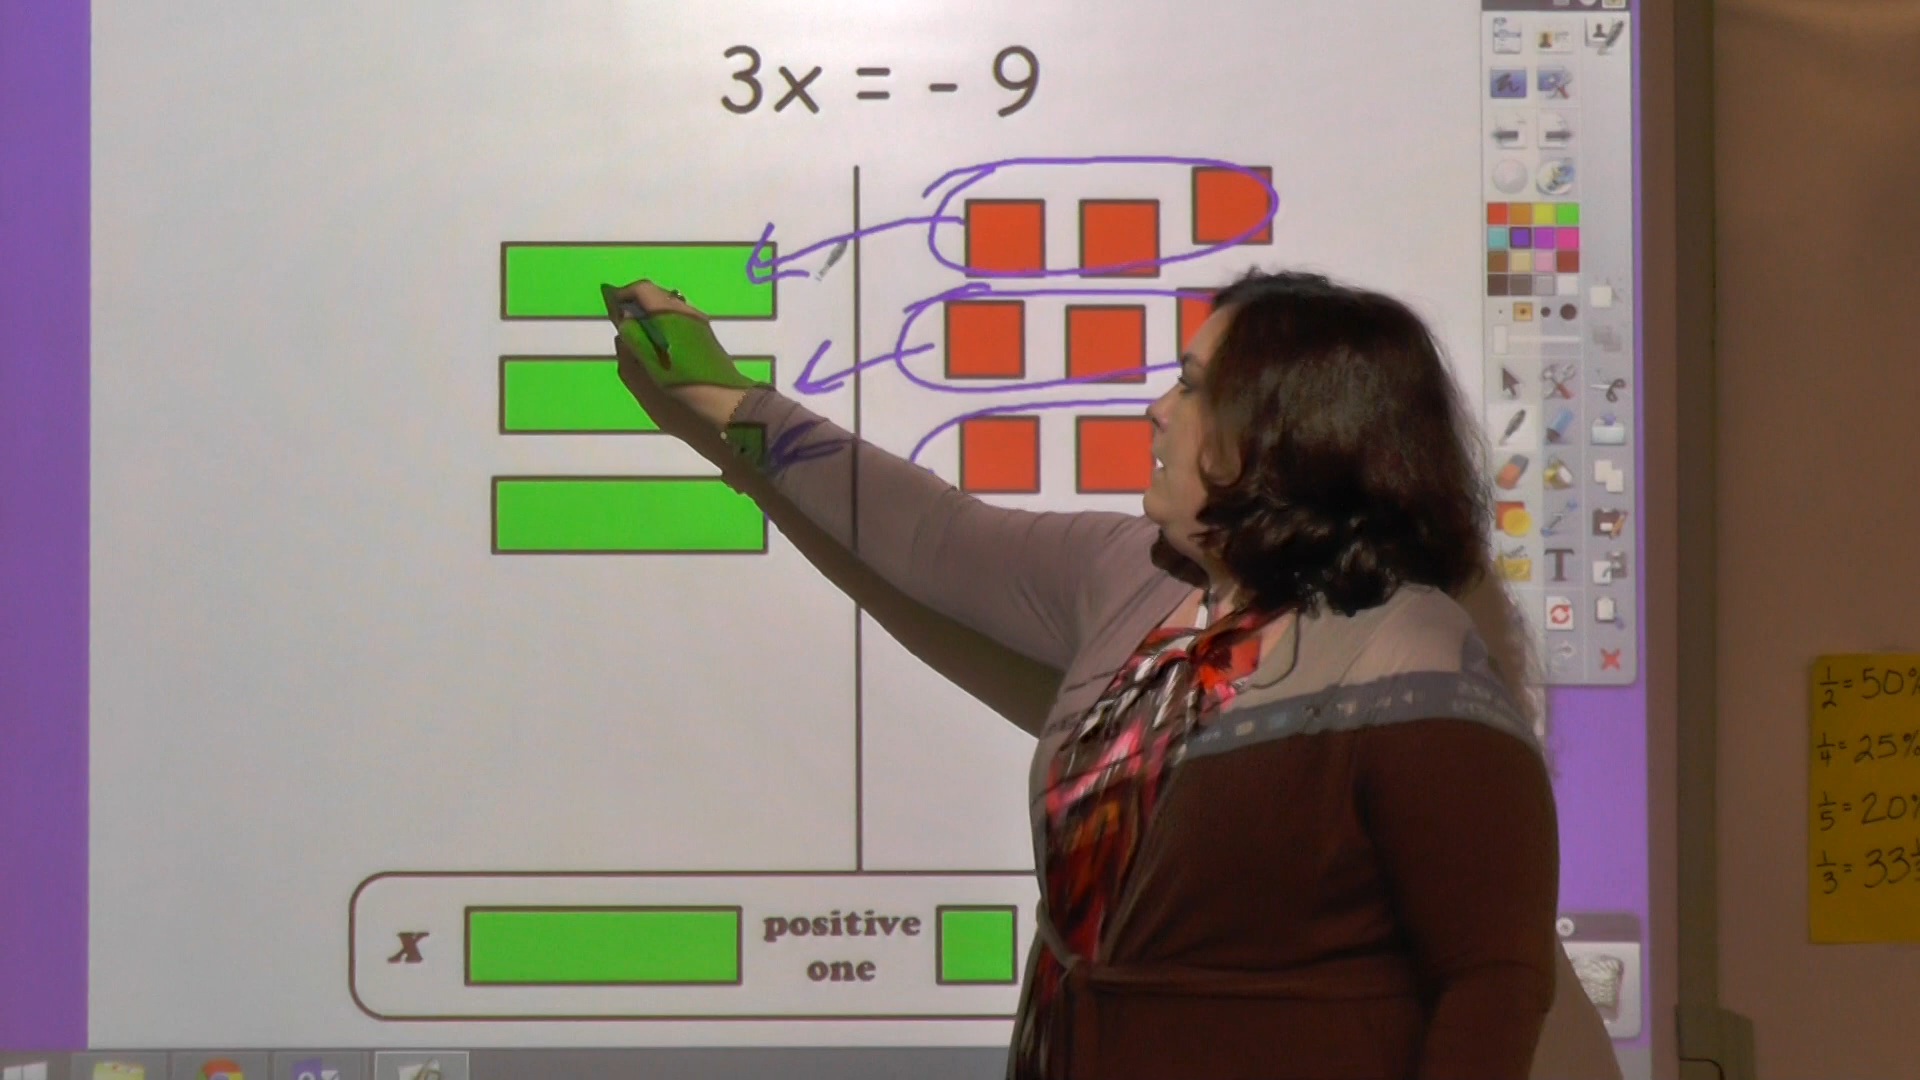 3x = - 9
x
positive
one
T
1/2 = 50%
1/4 = 25%
1/5 = 20%
1/3 = 33